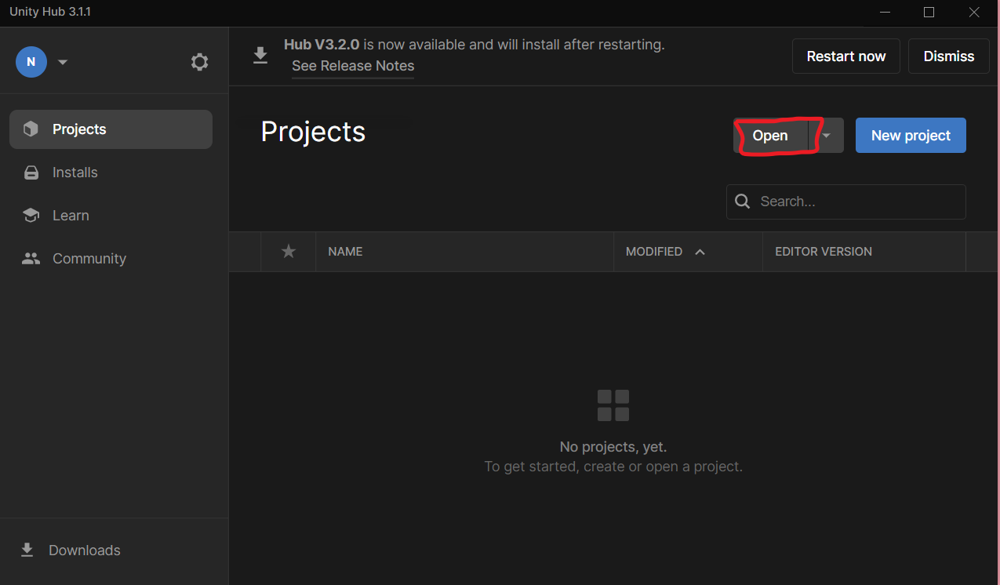 Unity Hub 3.1.1
N
Hub V3.2.0 is now available and will install after restarting.
See Release Notes
Restart now
Dismiss
Projects
Installs
Learn
Community
Downloads
Projects
Open
New project
Search...
NAME
MODIFIED
EDITOR VERSION
No projects, yet.
To get started, create or open a project.